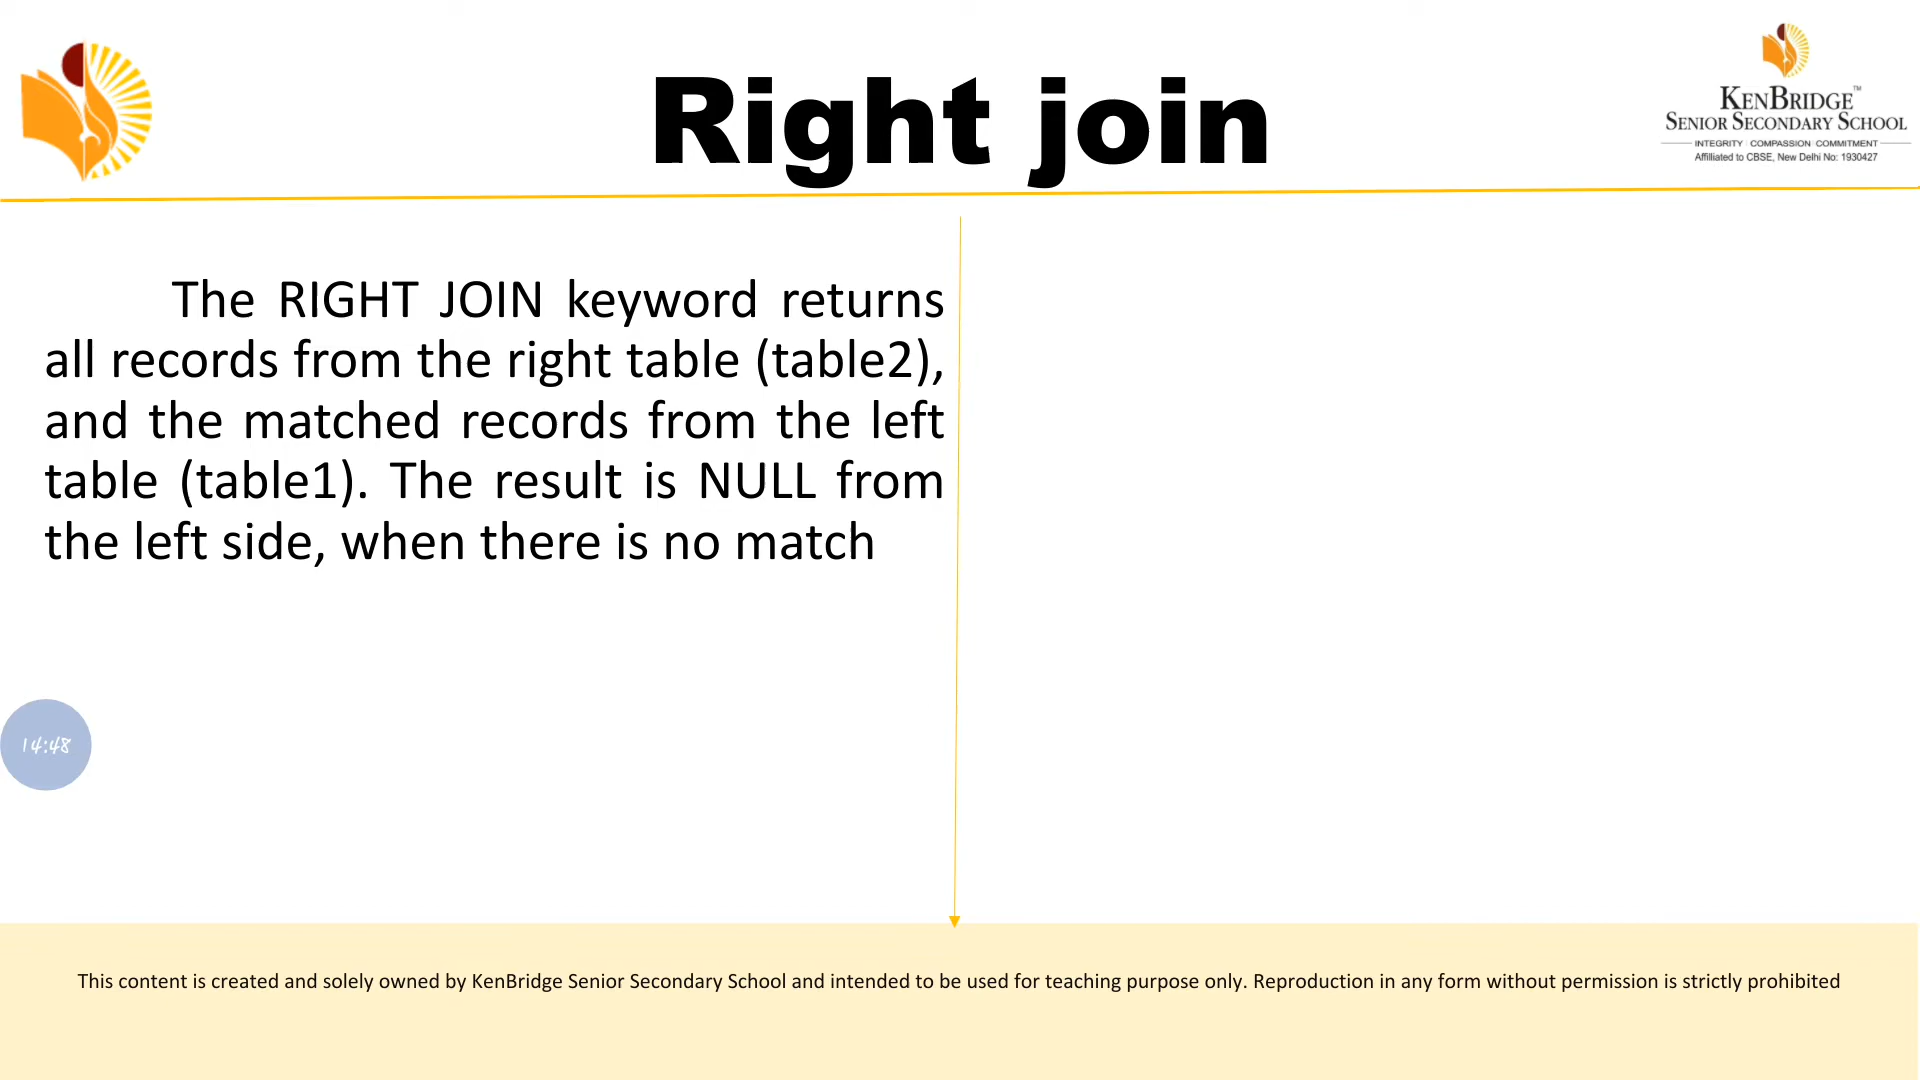 Right join
KENBRIDGE™
SENIOR SECONDARY SCHOOL
INTEGRITY | COMPASSION | COMMITMENT
Affiliated to CBSE, New Delhi No: 1930427
The RIGHT JOIN keyword returns
all records from the right table (table2),
and the matched records from the left
table (table1). The result is NULL from
the left side, when there is no match
14:48
This content is created and solely owned by KenBridge Senior Secondary School and intended to be used for teaching purpose only. Reproduction in any form without permission is strictly prohibited